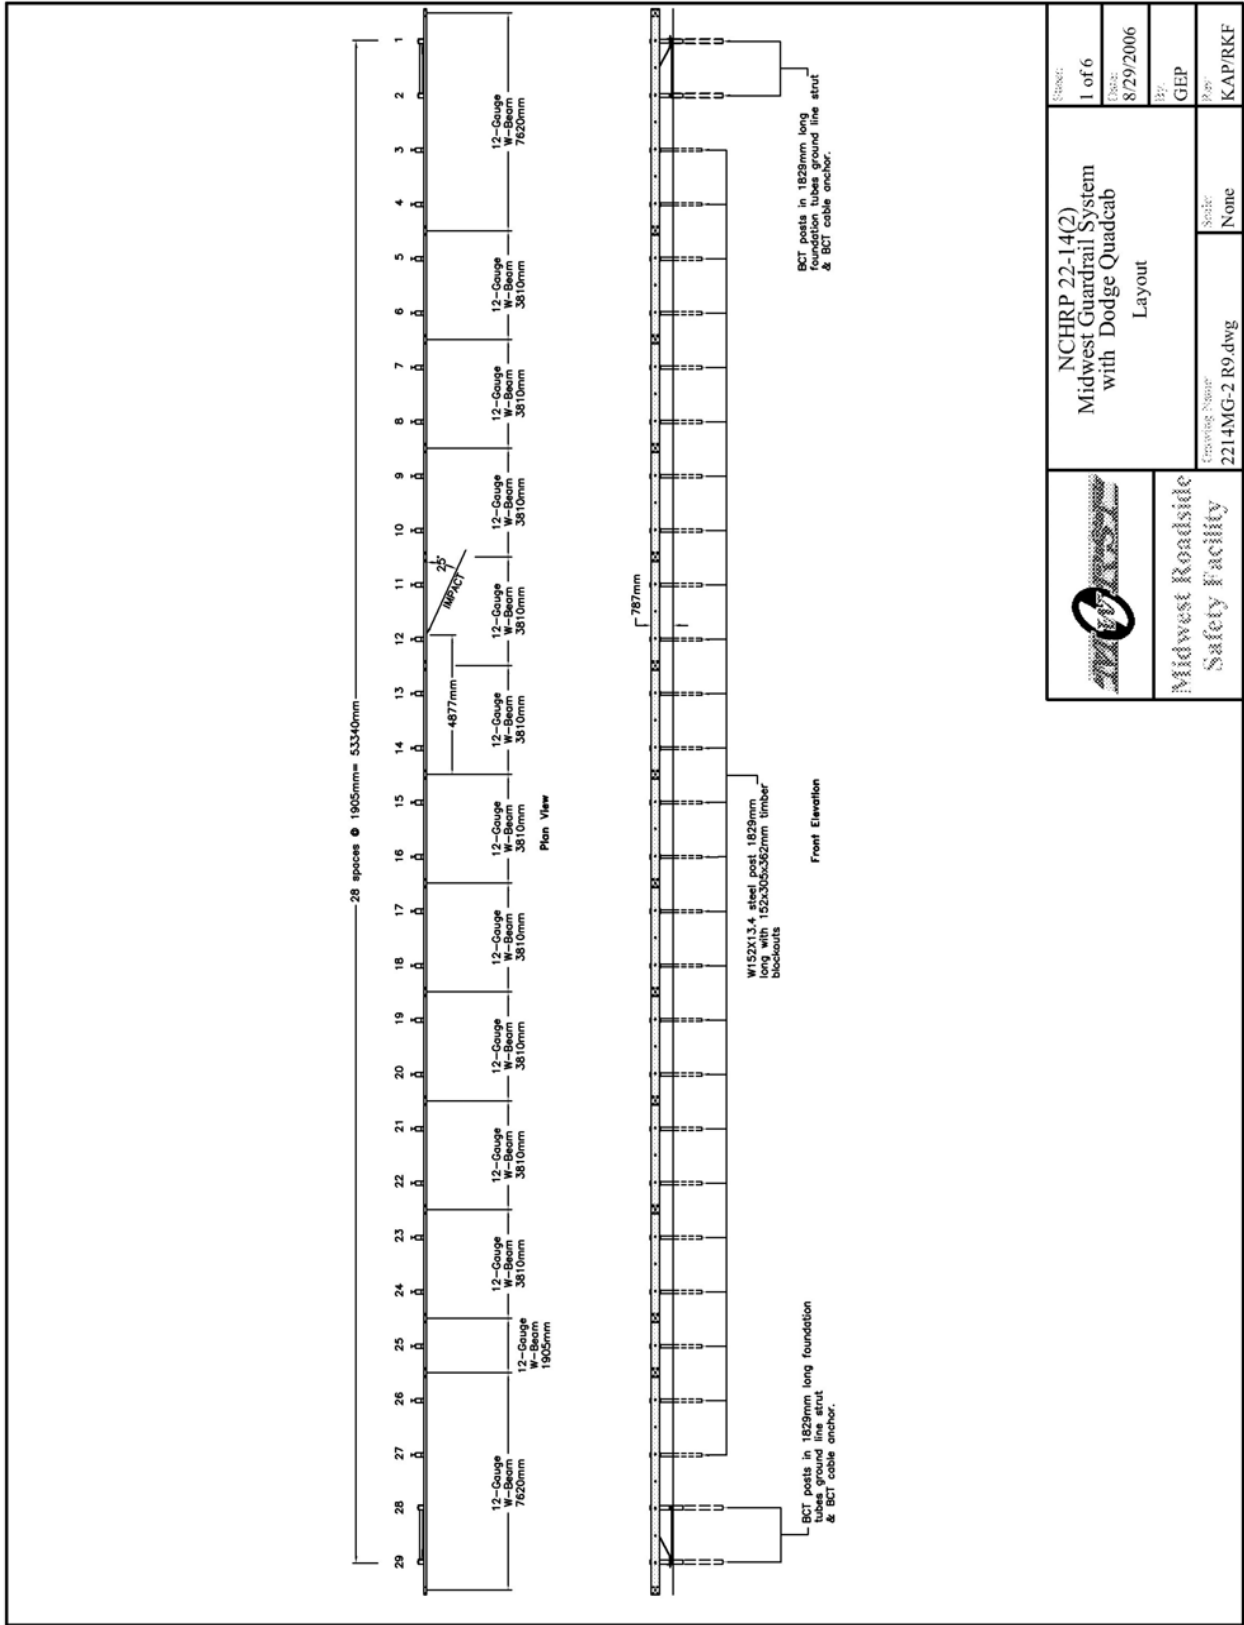 28 spaces @ 1905mm= 53340mm
29
28
27
26
25
24
23
22
21
20
19
18
17
16
15
14
13
12
11
10
9
8
7
6
5
4
3
2
1
4877mm
25°
IMPACT
12-Gauge
W-Beam
7620mm
12-Gauge
W-Beam
1905mm
12-Gauge
W-Beam
3810mm
12-Gauge
W-Beam
3810mm
12-Gauge
W-Beam
3810mm
12-Gauge
W-Beam
3810mm
12-Gauge
W-Beam
3810mm
12-Gauge
W-Beam
3810mm
12-Gauge
W-Beam
3810mm
12-Gauge
W-Beam
3810mm
12-Gauge
W-Beam
3810mm
12-Gauge
W-Beam
3810mm
12-Gauge
W-Beam
7620mm
Plan View
787mm
BCT posts in 1829mm long foundation
tubes ground line strut
& BCT cable anchor.
W152X13.4 steel post 1829mm
long with 152x305x362mm timber
blockouts
BCT posts in 1829mm long
foundation tubes ground line strut
& BCT cable anchor.
Front Elevation
MWRSF
Midwest Roadside
Safety Facility
NCHRP 22-14(2)
Midwest Guardrail System
with Dodge Quadcab
Layout
Drawing Name:
2214MG-2 R9.dwg
Scale:
None
Sheet:
1 of 6
Date:
8/29/2006
By:
GEP
Rev:
KAP/RKF